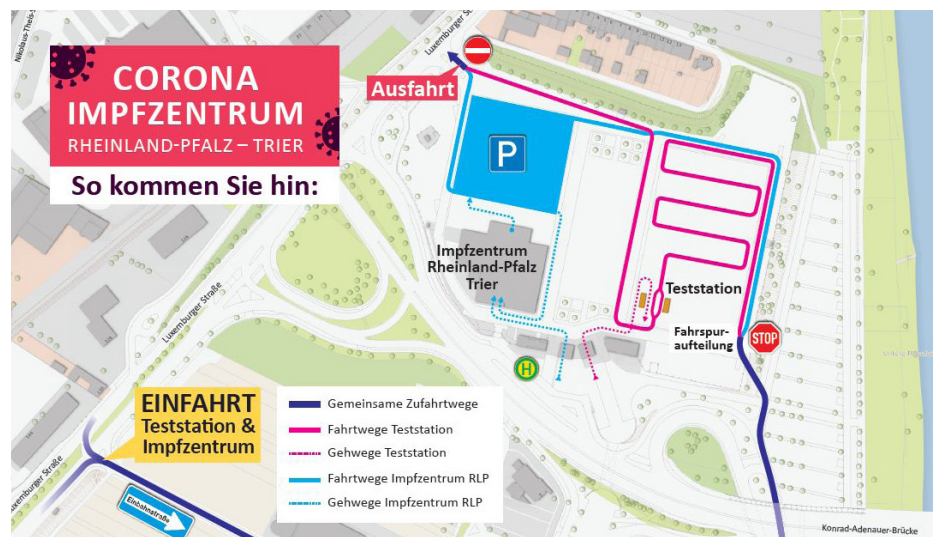 CORONA
IMPFZENTRUM
RHEINLAND-PFALZ – TRIER
So kommen Sie hin:
Luxemburger Straße
Ausfahrt
P
Impfzentrum
Rheinland-Pfalz
Trier
Teststation
Fahrspur-
aufteilung
STOP
H
Luxemburger Straße
EINFAHRT
Teststation &
Impfzentrum
Luxemburger Straße
Einbahnstraße
Gemeinsame Zufahrtwege
Fahrtwege Teststation
Gehwege Teststation
Fahrtwege Impfzentrum RLP
Gehwege Impfzentrum RLP
Konrad-Adenauer-Brücke